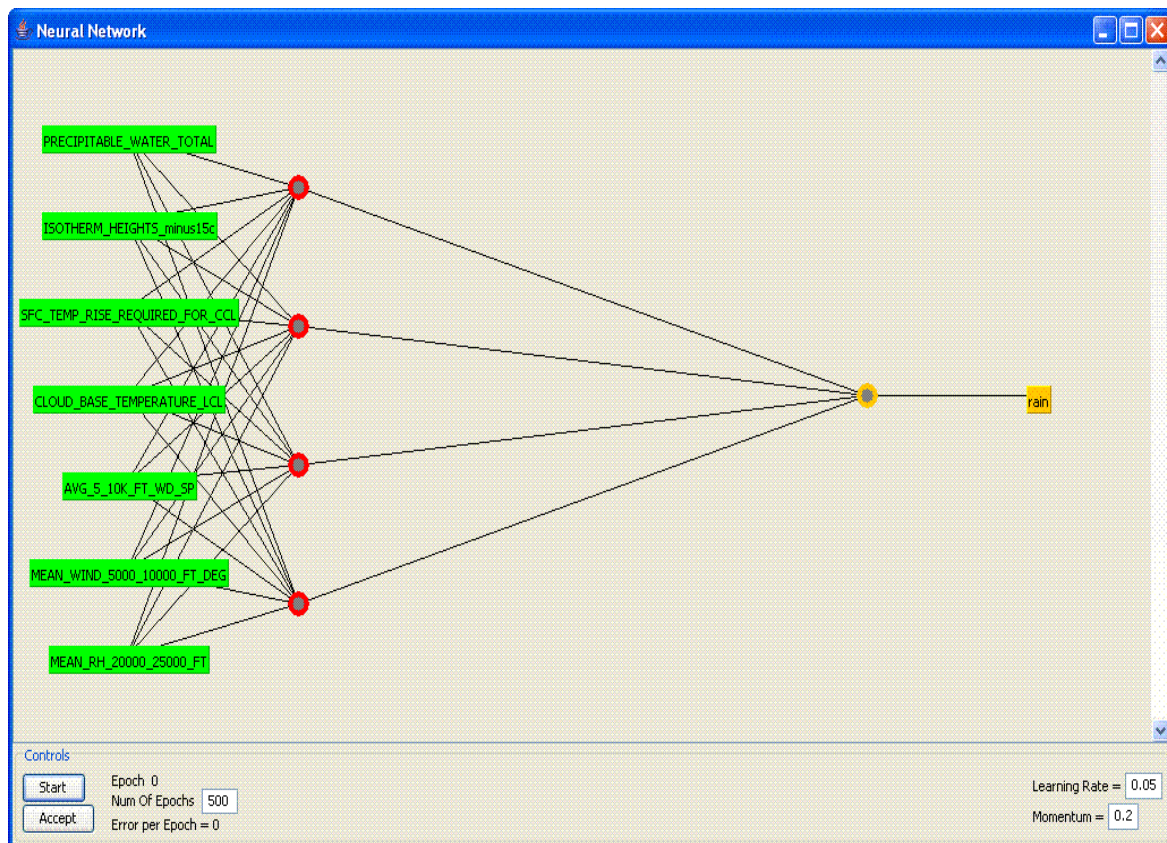 Neural Network
PRECIPITABLE_WATER_TOTAL
ISOTHERM_HEIGHTS_minus15c
SFC_TEMP_RISE_REQUIRED_FOR_CCL
CLOUD_BASE_TEMPERATURE_LCL
AVG_5_10K_FT_WD_SP
MEAN_WIND_5000_10000_FT_DEG
MEAN_RH_20000_25000_FT
rain
Controls
Start
Accept
Epoch 0
Num Of Epochs 500
Error per Epoch = 0
Learning Rate = 0.05
Momentum = 0.2